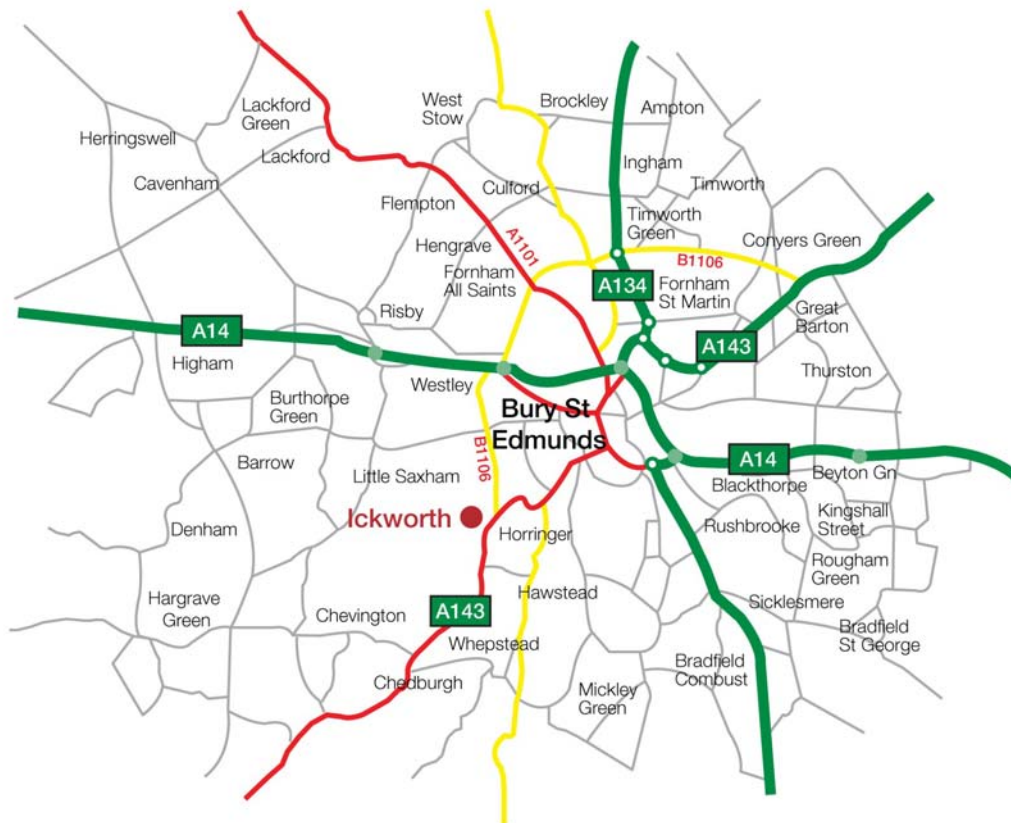 West
Stow
Brockley
Ampton
Lackford
Green
Herringswell
Lackford
Ingham
Cavenham
Culford
Timworth
Flempton
Timworth
Green
Hengrave
A1101
Conyers Green
B1106
Fornham
All Saints
A134
Fornham
St Martin
Risby
Great
Barton
A14
A143
Higham
Thurston
Westley
Burthorpe
Green
Bury St
Edmunds
Barrow
A14
Little Saxham
B1106
Beyton Gn
Blackthorpe
Ickworth
Kingshall
Street
Denham
Horringer
Rushbrooke
Rougham
Green
Hargrave
Green
Hawstead
Sicklesmere
Chevington
A143
Bradfield
St George
Whepstead
Bradfield
Combust
Chedburgh
Mickley
Green